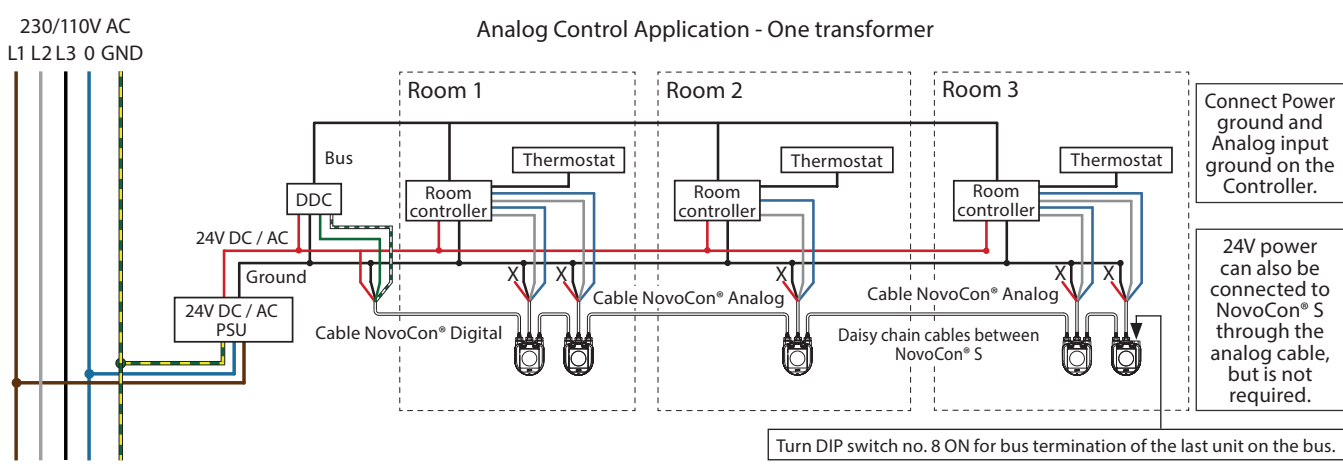 230/110V AC
L1 L2 L3 0 GND
Analog Control Application - One transformer
Room 1
Room 2
Room 3
Bus
Thermostat
Thermostat
Thermostat
DDC
Room
controller
Room
controller
Room
controller
24V DC / AC
Ground
24V DC / AC
PSU
X
X
X
X
X
Cable NovoCon® Digital
Cable NovoCon® Analog
Cable NovoCon® Analog
Daisy chain cables between
NovoCon® S
Connect Power
ground and
Analog input
ground on the
Controller.
24V power
can also be
connected to
NovoCon® S
through the
analog cable,
but is not
required.
Turn DIP switch no. 8 ON for bus termination of the last unit on the bus.